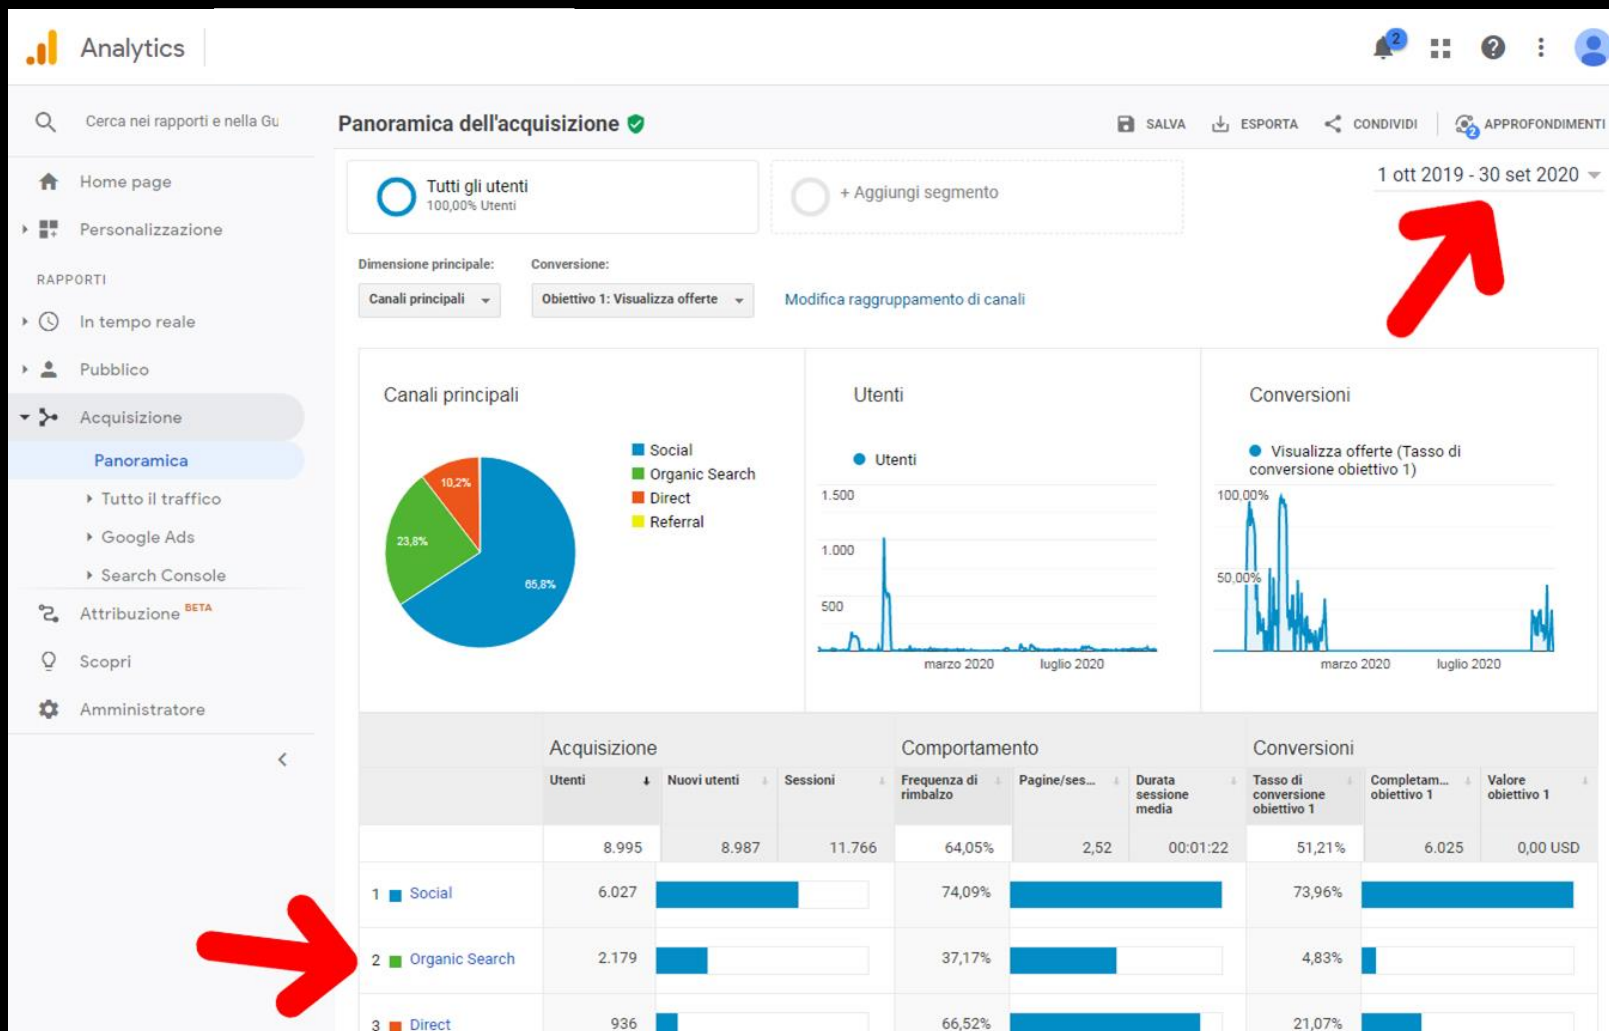 Analytics
2
Cerca nei rapporti e nella Gu
Panoramica dell'acquisizione
SALVA
ESPORTA
CONDIVIDI
2
APPROFONDIMENTI
Home page
Personalizzazione
RAPPORTI
In tempo reale
Pubblico
Acquisizione
Panoramica
Tutto il traffico
Google Ads
Search Console
Attribuzione BETA
Scopri
Amministratore
Tutti gli utenti
100,00% Utenti
+ Aggiungi segmento
1 ott 2019 - 30 set 2020
Dimensione principale:
Conversione:
Canali principali
Obiettivo 1: Visualizza offerte
Modifica raggruppamento di canali
Canali principali
Social
Organic Search
Direct
Referral
10,2%
23,8%
65,8%
Utenti
Utenti
1.500
1.000
500
marzo 2020
luglio 2020
Conversioni
Visualizza offerte (Tasso di
conversione obiettivo 1)
100,00%
50,00%
marzo 2020
luglio 2020
Acquisizione
Comportamento
Conversioni
Utenti
Nuovi utenti
Sessioni
Frequenza di
rimbalzo
Pagine/ses...
Durata
sessione
media
Tasso di
conversione
obiettivo 1
Completam...
obiettivo 1
Valore
obiettivo 1
8.995 8.987 11.766 64,05% 2,52 00:01:22 51,21% 6.025 0,00 USD
1 Social 6.027 74,09% 73,96%
2 Organic Search 2.179 37,17% 4,83%
3 Direct 936 66,52% 21,07%